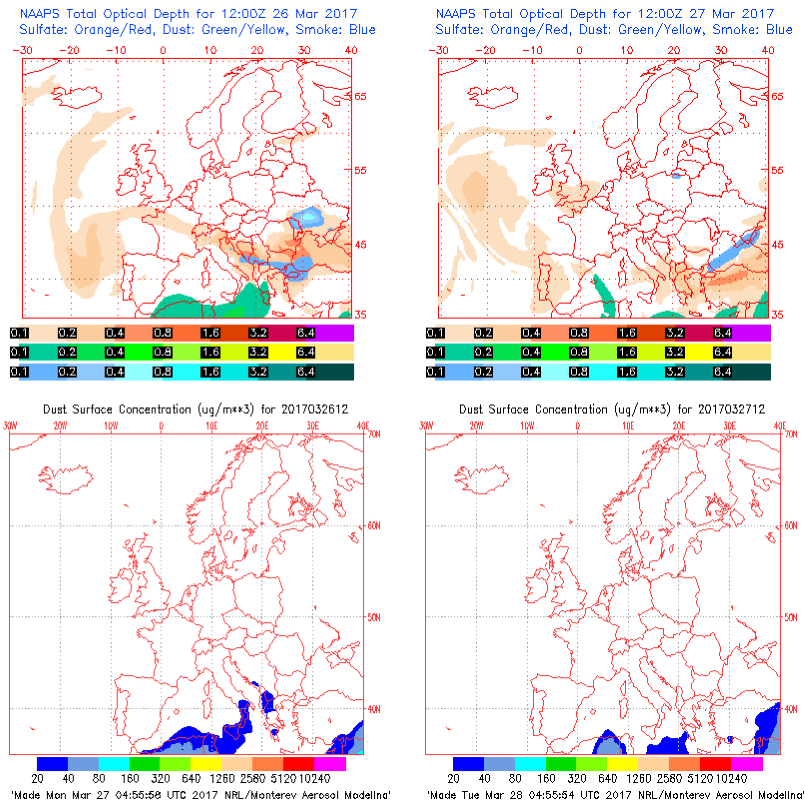 NAAPS Total Optical Depth for 12:00Z 26 Mar 2017
Sulfate: Orange/Red, Dust: Green/Yellow, Smoke: Blue
-30 -20 -10 0 10 20 30 40
65
55
45
35
0.1 0.2 0.4 0.8 1.6 3.2 6.4
0.1 0.2 0.4 0.8 1.6 3.2 6.4
0.1 0.2 0.4 0.8 1.6 3.2 6.4
NAAPS Total Optical Depth for 12:00Z 27 Mar 2017
Sulfate: Orange/Red, Dust: Green/Yellow, Smoke: Blue
-30 -20 -10 0 10 20 30 40
65
55
45
35
0.1 0.2 0.4 0.8 1.6 3.2 6.4
0.1 0.2 0.4 0.8 1.6 3.2 6.4
0.1 0.2 0.4 0.8 1.6 3.2 6.4
Dust Surface Concentration (ug/m**3) for 2017032612
30W 20W 10W 0 10E 20E 30E 40E
70N
60N
50N
40N
20 40 80 160 320 640 1280 2560 5120 10240
'Made Mon Mar 27 04:55:56 UTC 2017 NRL/Monterey Aerosol Modeling'
Dust Surface Concentration (ug/m**3) for 2017032712
30W 20W 10W 0 10E 20E 30E 40E
70N
60N
50N
40N
20 40 80 160 320 640 1280 2560 5120 10240
'Made Tue Mar 28 04:55:54 UTC 2017 NRL/Monterey Aerosol Modeling'